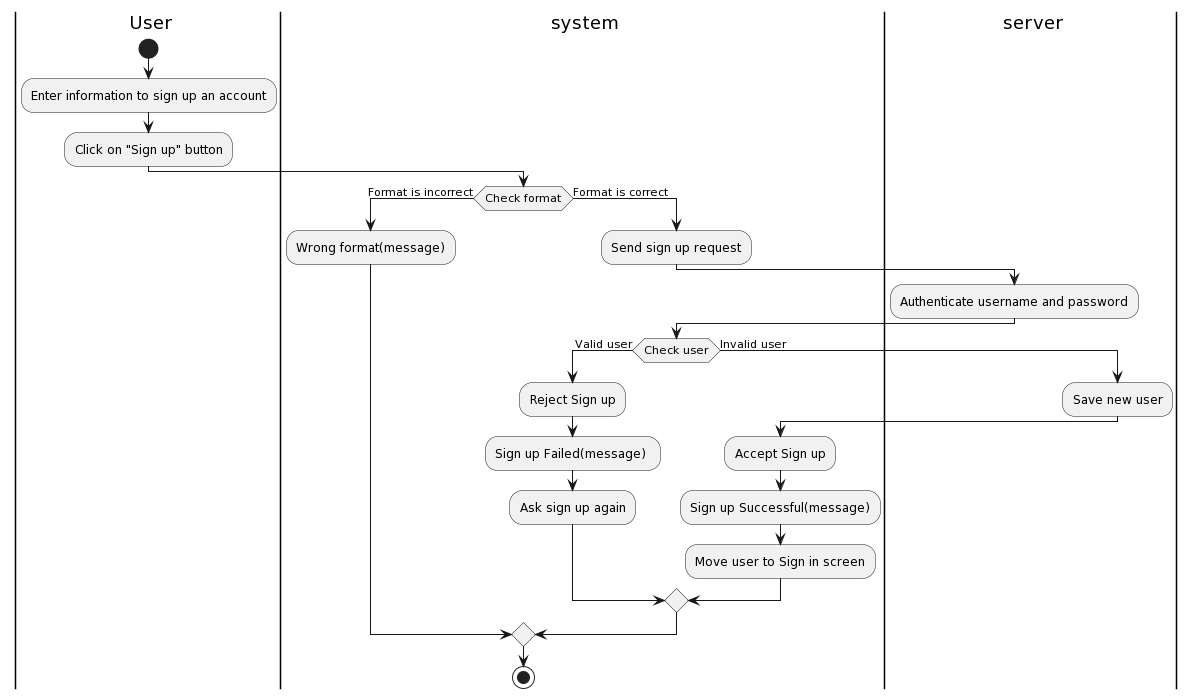 User
system
server
Enter information to sign up an account
Click on "Sign up" button
Format is incorrect
Check format
Format is correct
Wrong format(message)
Send sign up request
Authenticate username and password
Valid user
Check user
Invalid user
Reject Sign up
Save new user
Sign up Failed(message)
Accept Sign up
Ask sign up again
Sign up Successful(message)
Move user to Sign in screen